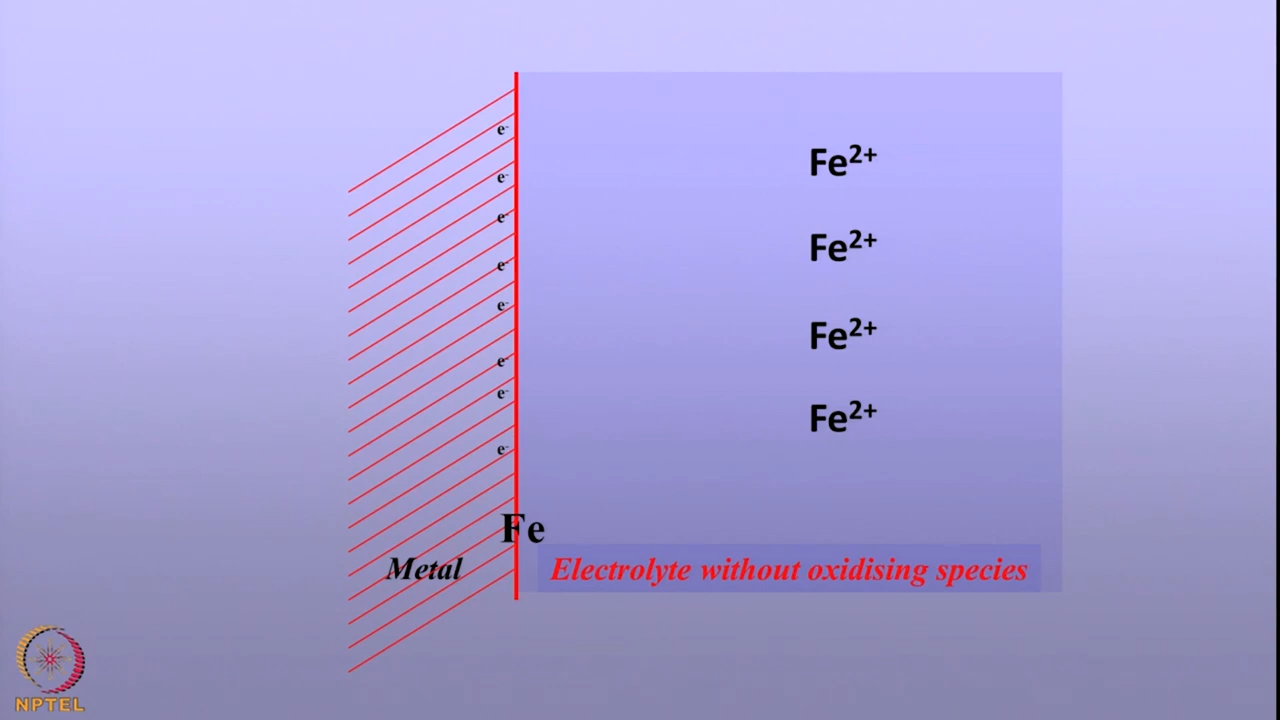 e⁻
Fe²⁺
e⁻
e⁻
Fe²⁺
e⁻
e⁻
Fe²⁺
e⁻
e⁻
Fe²⁺
e⁻
Fe
Metal
Electrolyte without oxidising species
NPTEL